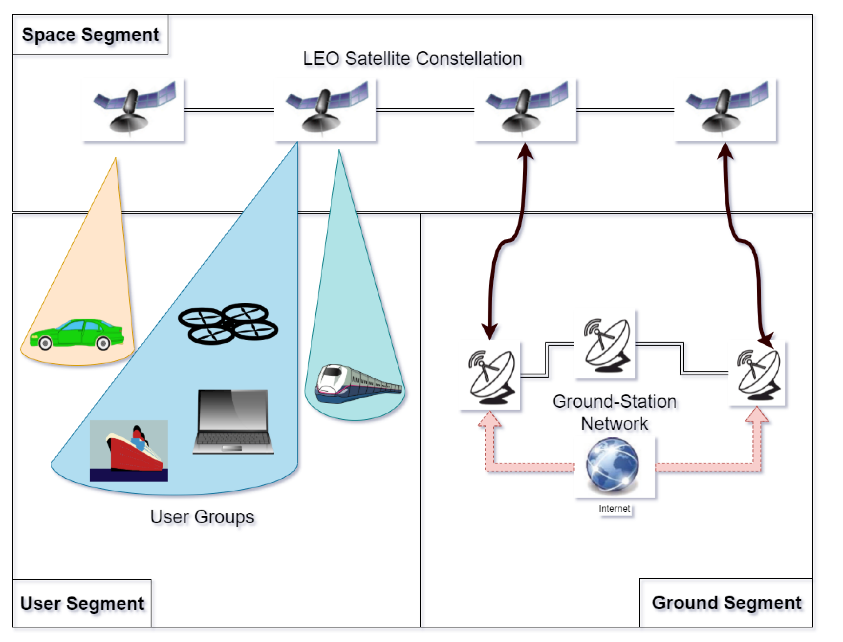 Space Segment
LEO Satellite Constellation
Ground-Station
Network
Internet
User Groups
User Segment
Ground Segment